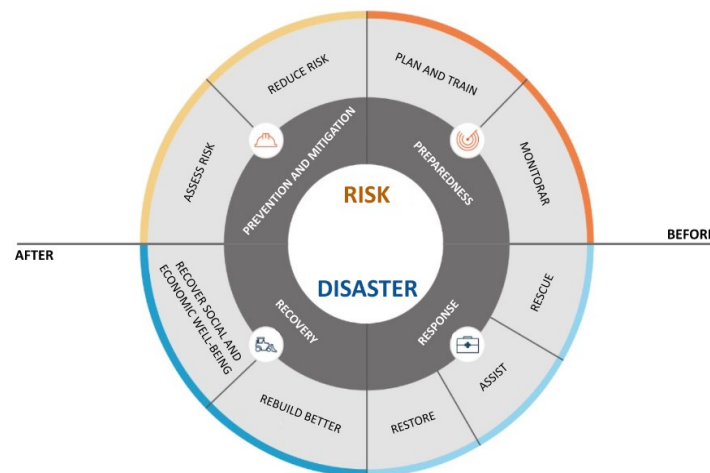 REDUCE RISK
PLAN AND TRAIN
ASSESS RISK
PREVENTION AND MITIGATION
PREPAREDNESS
MONITORAR
RISK
BEFORE
AFTER
DISASTER
RECOVER SOCIAL AND
ECONOMIC WELL-BEING
RECOVERY
RESPONSE
RESCUE
ASSIST
REBUILD BETTER
RESTORE